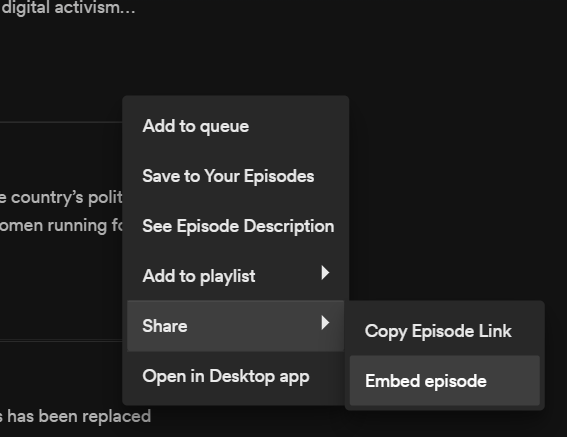 digital activism...
Add to queue
Save to Your Episodes
e country's polit
omen running fo
See Episode Description
Add to playlist
Share
Copy Episode Link
Open in Desktop app
Embed episode
s has been replaced